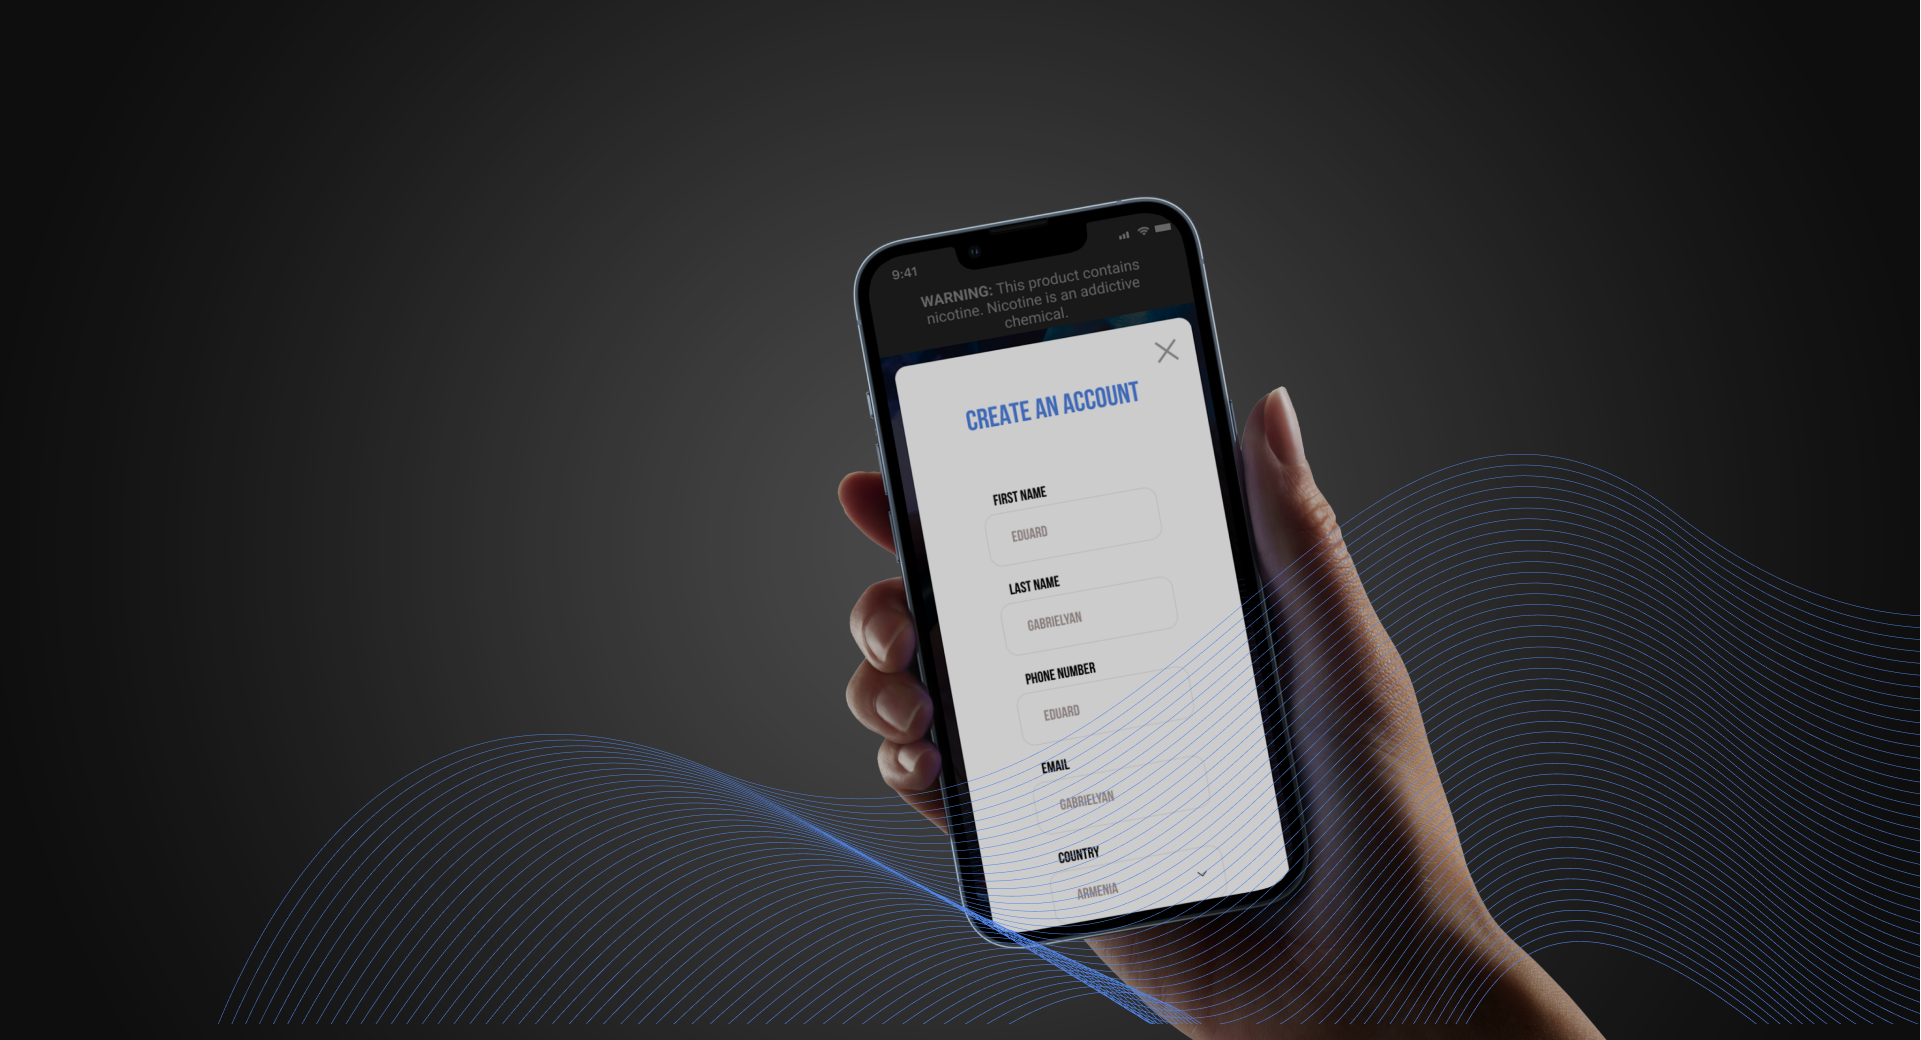 9:41
WARNING: This product contains
nicotine. Nicotine is an addictive
chemical.
CREATE AN ACCOUNT
FIRST NAME
EDUARD
LAST NAME
GABRIELYAN
PHONE NUMBER
EDUARD
EMAIL
GABRIELYAN
COUNTRY
ARMENIA